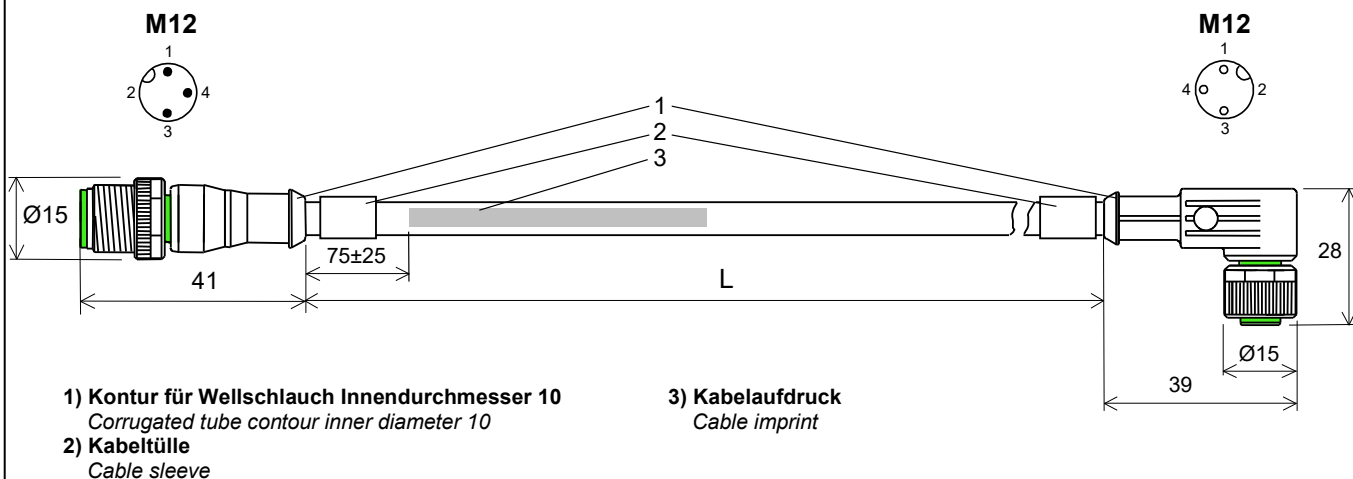 M12
M12
1
2
4
3
1
4
2
3
1
2
3
Ø15
75±25
41
L
28
Ø15
39
1) Kontur für Wellschlauch Innendurchmesser 10
Corrugated tube contour inner diameter 10
2) Kabeltülle
Cable sleeve
3) Kabelaufdruck
Cable imprint